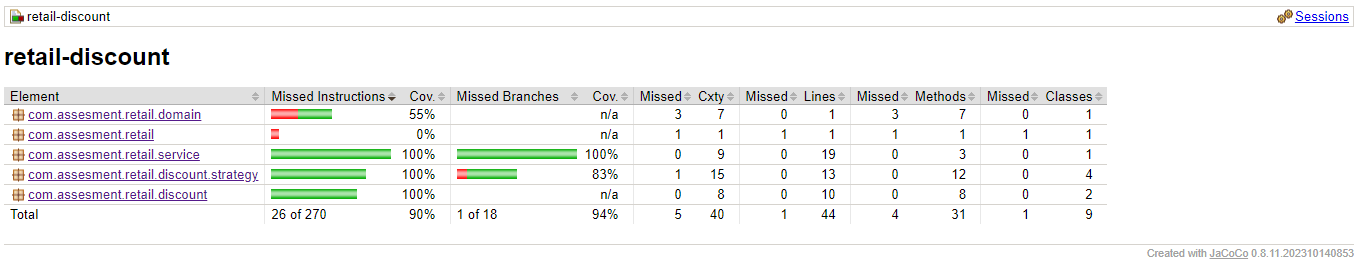 retail-discount Sessions
retail-discount
Element Missed Instructions Cov. Missed Branches Cov. Missed Cxty Missed Lines Missed Methods Missed Classes
com.assesment.retail.domain 55% n/a 3 7 0 1 3 7 0 1
com.assesment.retail 0% n/a 1 1 1 1 1 1 1 1
com.assesment.retail.service 100% 100% 0 9 0 19 0 3 0 1
com.assesment.retail.discount.strategy 100% 83% 1 15 0 13 0 12 0 4
com.assesment.retail.discount 100% n/a 0 8 0 10 0 8 0 2
Total 26 of 270 90% 1 of 18 94% 5 40 1 44 4 31 1 9
Created with JaCoCo 0.8.11.202310140853